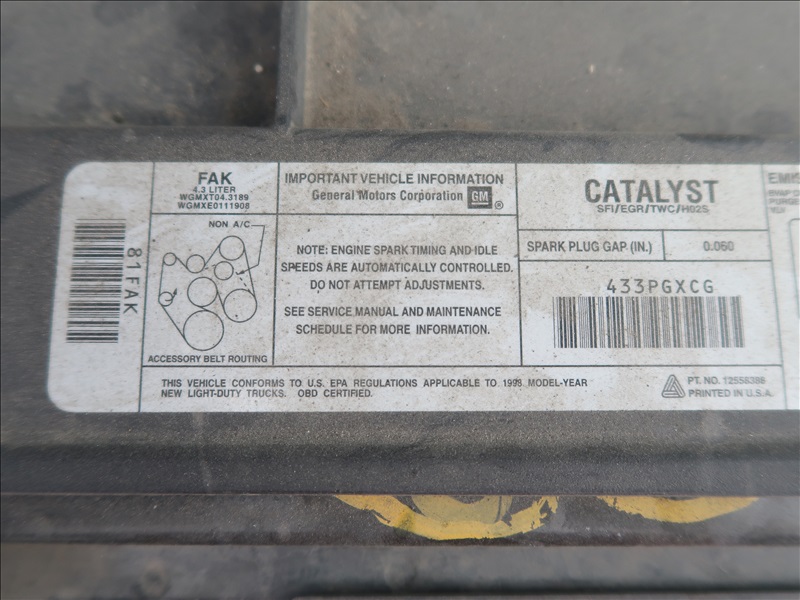 81FAK
FAK
4.3 LITER
WGMXT04.3189
WGMXE0111908
NON A/C
ACCESSORY BELT ROUTING
IMPORTANT VEHICLE INFORMATION
General Motors Corporation GM ®
NOTE: ENGINE SPARK TIMING AND IDLE
SPEEDS ARE AUTOMATICALLY CONTROLLED.
DO NOT ATTEMPT ADJUSTMENTS.
SEE SERVICE MANUAL AND MAINTENANCE
SCHEDULE FOR MORE INFORMATION.
CATALYST
SFI/EGR/TWC/HO2S
SPARK PLUG GAP (IN.) 0.060
433PGXCG
THIS VEHICLE CONFORMS TO U.S. EPA REGULATIONS APPLICABLE TO 1998 MODEL-YEAR
NEW LIGHT-DUTY TRUCKS. OBD CERTIFIED.
PT. NO. 12558386
PRINTED IN U.S.A.
EMIS